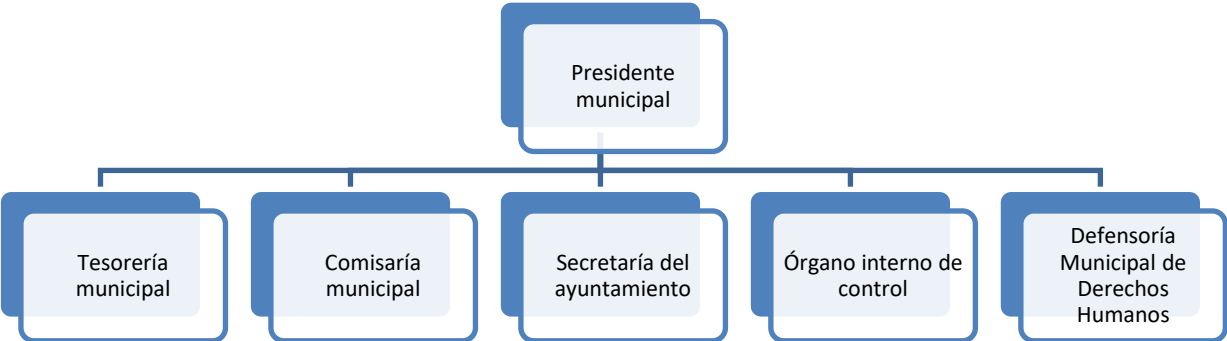 Presidente
municipal
Tesorería
municipal
Comisaría
municipal
Secretaría del
ayuntamiento
Órgano interno de
control
Defensoría
Municipal de
Derechos
Humanos